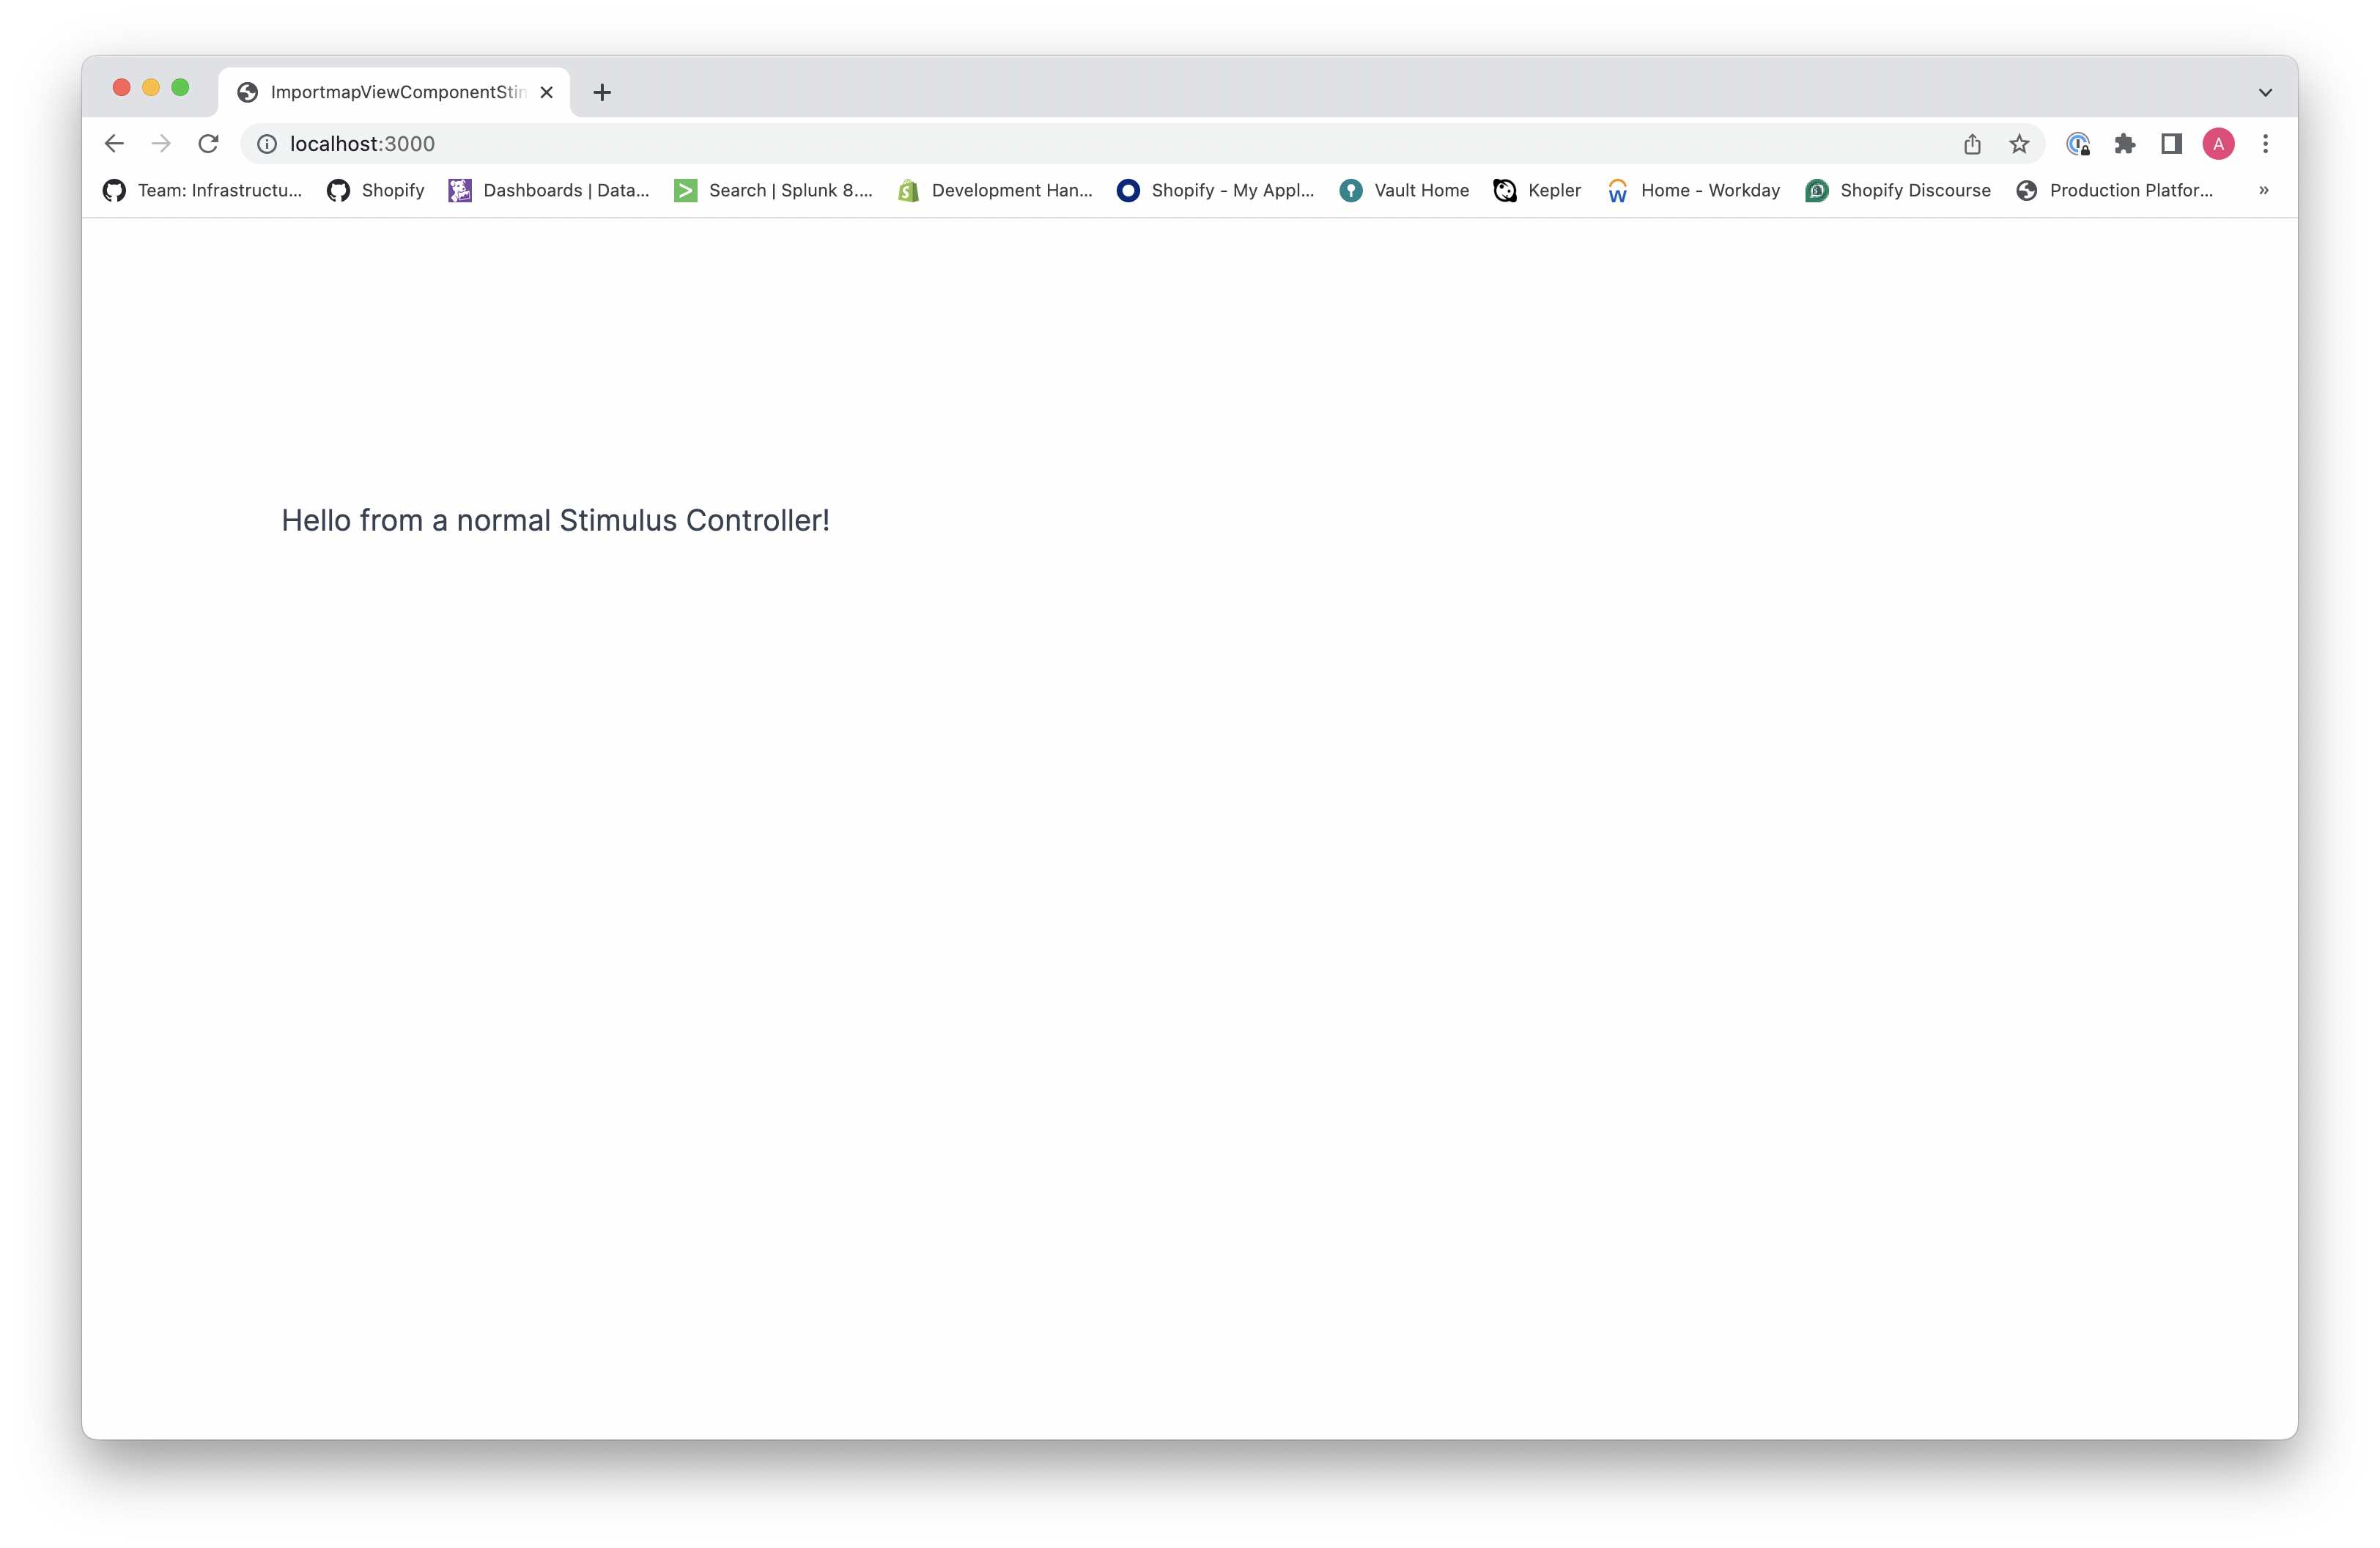 ImportmapViewComponentStim
localhost:3000
A
Team: Infrastructu... Shopify Dashboards | Data... Search | Splunk 8.... Development Han... Shopify - My Appl... Vault Home Kepler Home - Workday Shopify Discourse Production Platfor... »
Hello from a normal Stimulus Controller!